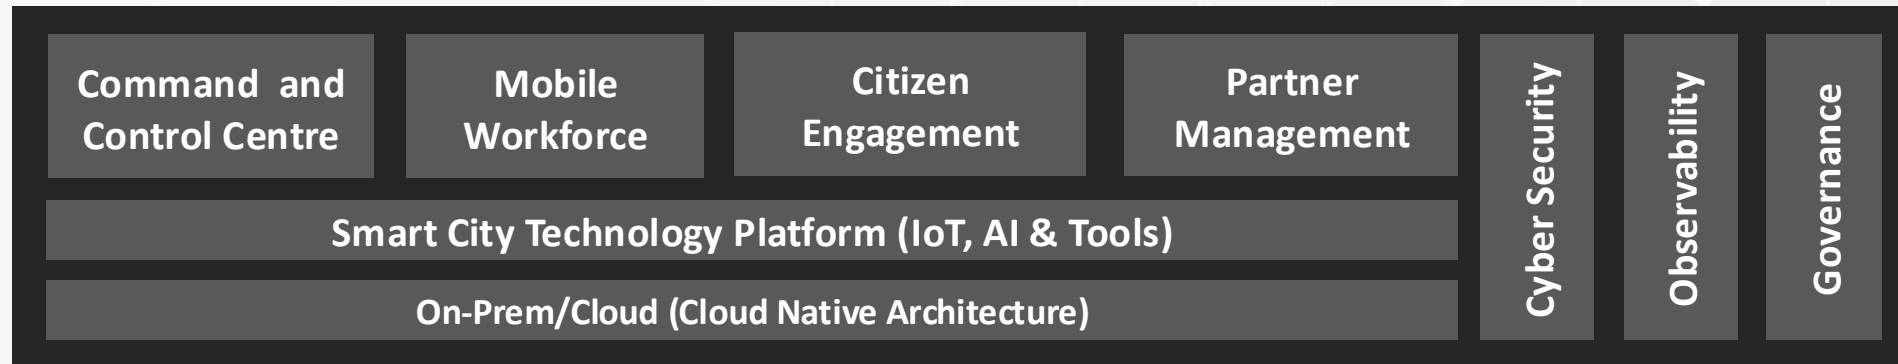 Command and
Control Centre
Mobile
Workforce
Citizen
Engagement
Partner
Management
Smart City Technology Platform (IoT, AI & Tools)
On-Prem/Cloud (Cloud Native Architecture)
Cyber Security
Observability
Governance